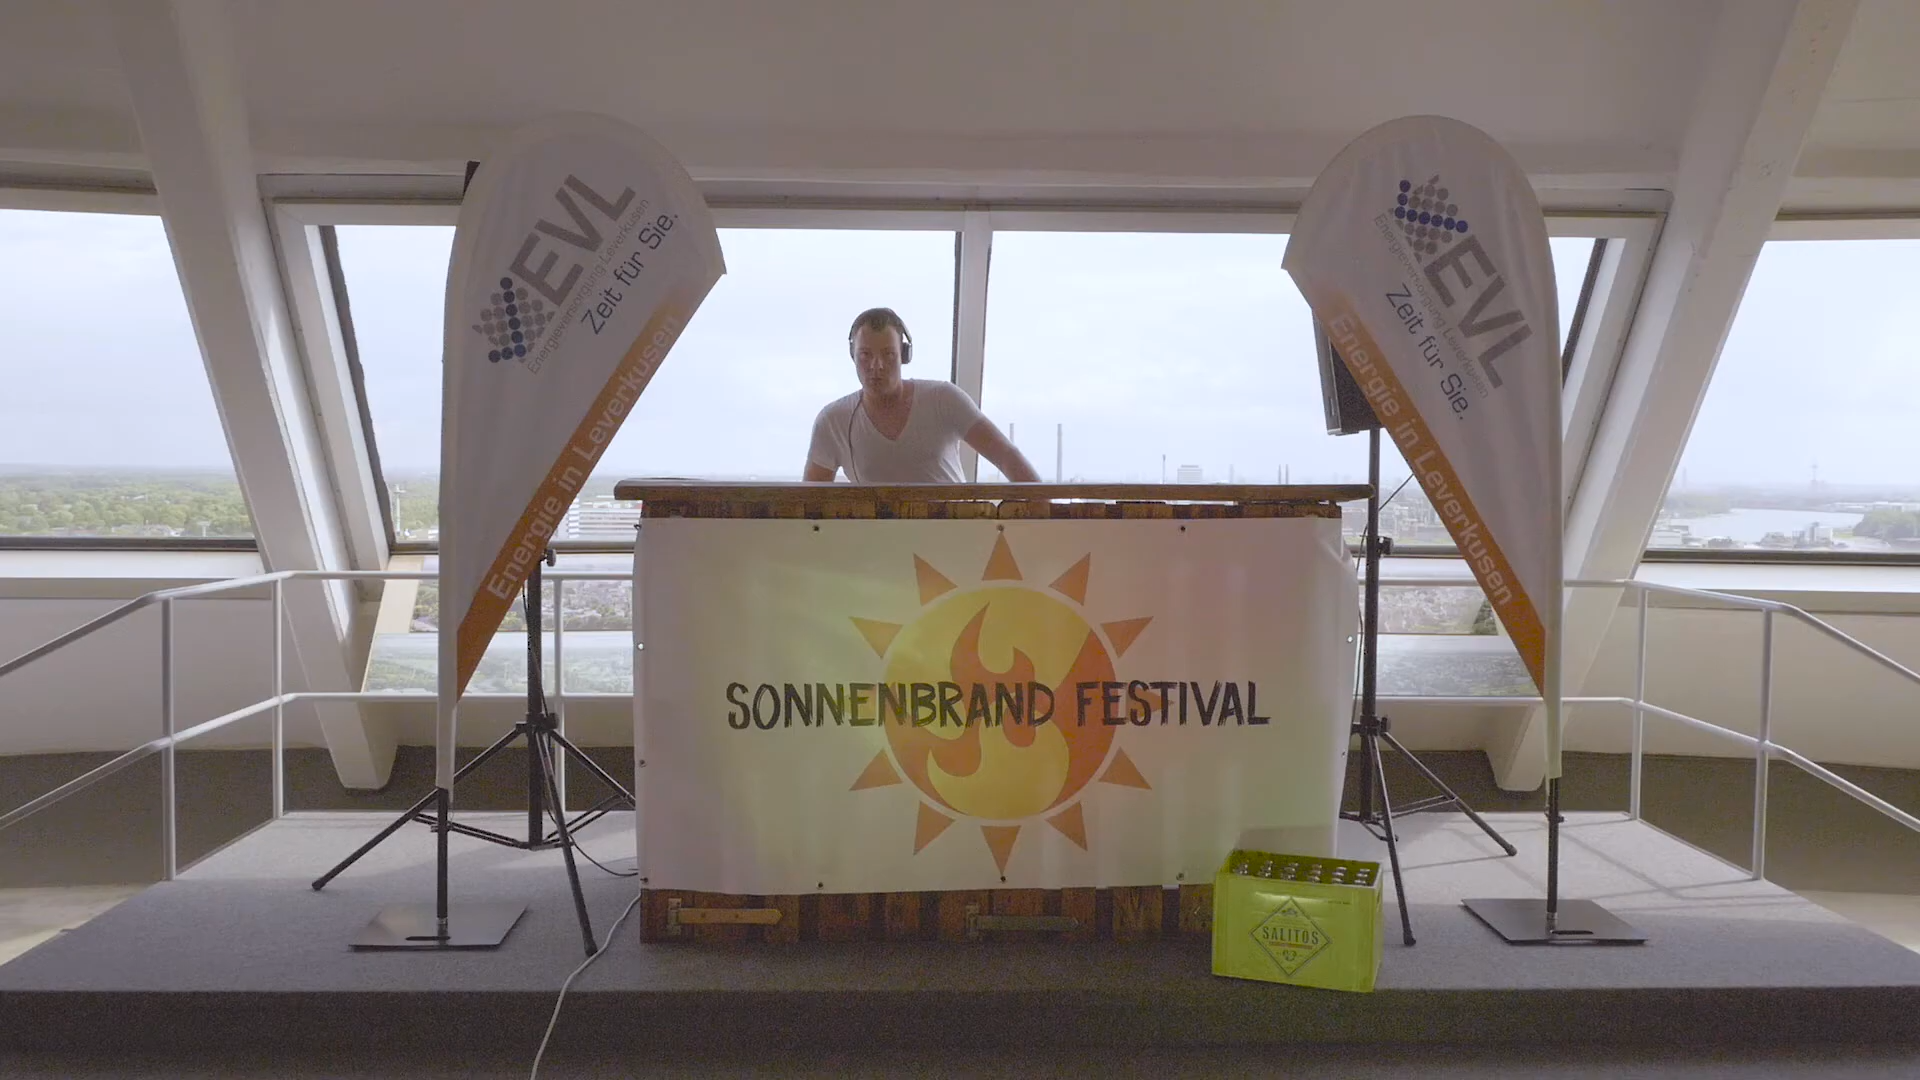 EVL
Energieversorgung Leverkusen
Zeit für Sie.
Energie in Leverkusen
EVL
Energieversorgung Leverkusen
Zeit für Sie.
Energie in Leverkusen
SONNENBRAND FESTIVAL
SALITOS